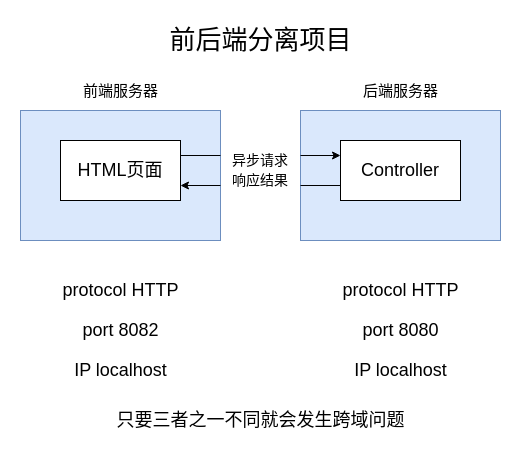 前后端分离项目
前端服务器
后端服务器
HTML页面
异步请求
响应结果
Controller
protocol HTTP
protocol HTTP
port 8082
port 8080
IP localhost
IP localhost
只要三者之一不同就会发生跨域问题